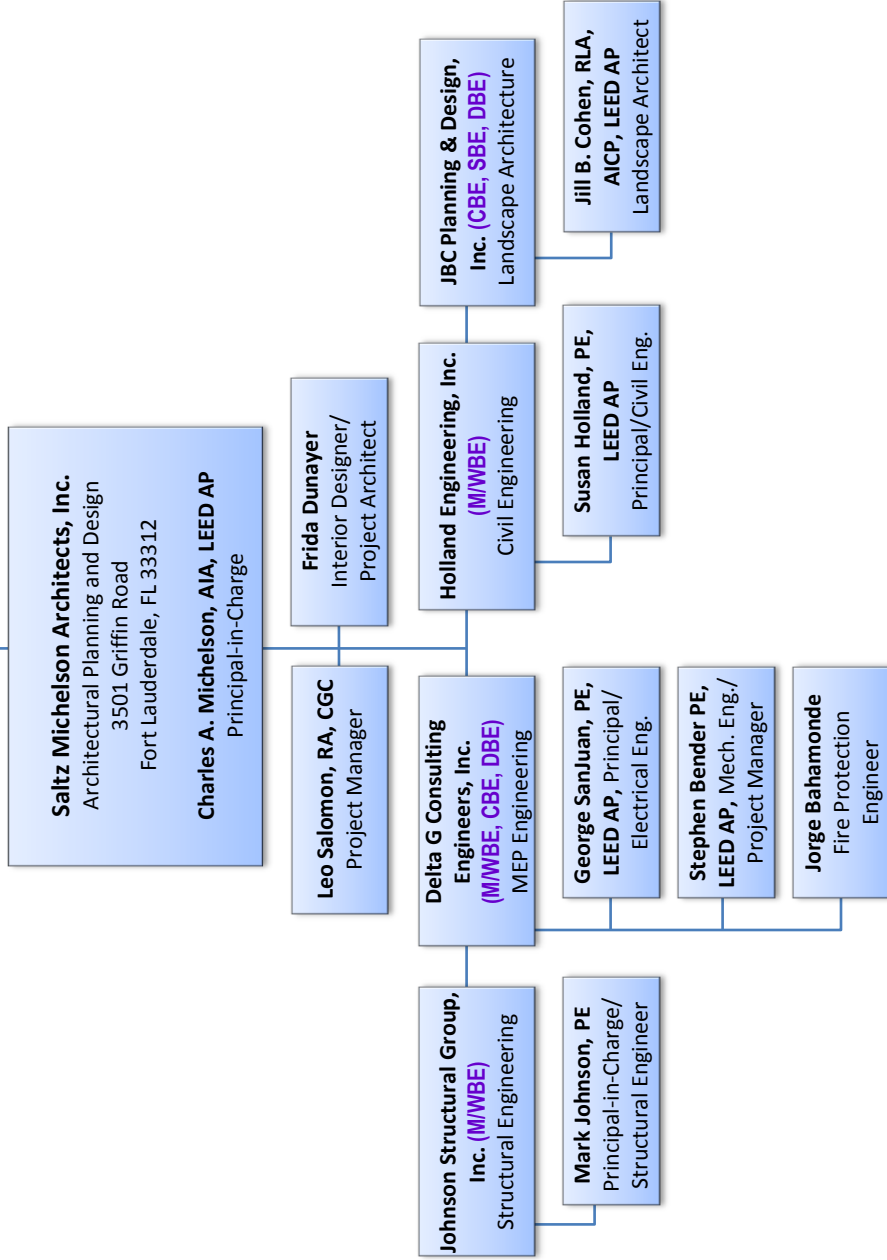 Saltz Michelson Architects, Inc.
Architectural Planning and Design
3501 Griffin Road
Fort Lauderdale, FL 33312
Charles A. Michelson, AIA, LEED AP
Principal-in-Charge
Leo Salomon, RA, CGC
Project Manager
Frida Dunayer
Interior Designer/
Project Architect
Johnson Structural Group,
Inc. (M/WBE)
Structural Engineering
Delta G Consulting
Engineers, Inc.
(M/WBE, CBE, DBE)
MEP Engineering
Holland Engineering, Inc.
(M/WBE)
Civil Engineering
JBC Planning & Design,
Inc. (CBE, SBE, DBE)
Landscape Architecture
Mark Johnson, PE
Principal-in-Charge/
Structural Engineer
George SanJuan, PE,
LEED AP, Principal/
Electrical Eng.
Stephen Bender PE,
LEED AP, Mech. Eng./
Project Manager
Jorge Bahamonde
Fire Protection
Engineer
Susan Holland, PE,
LEED AP
Principal/Civil Eng.
Jill B. Cohen, RLA,
AICP, LEED AP
Landscape Architect